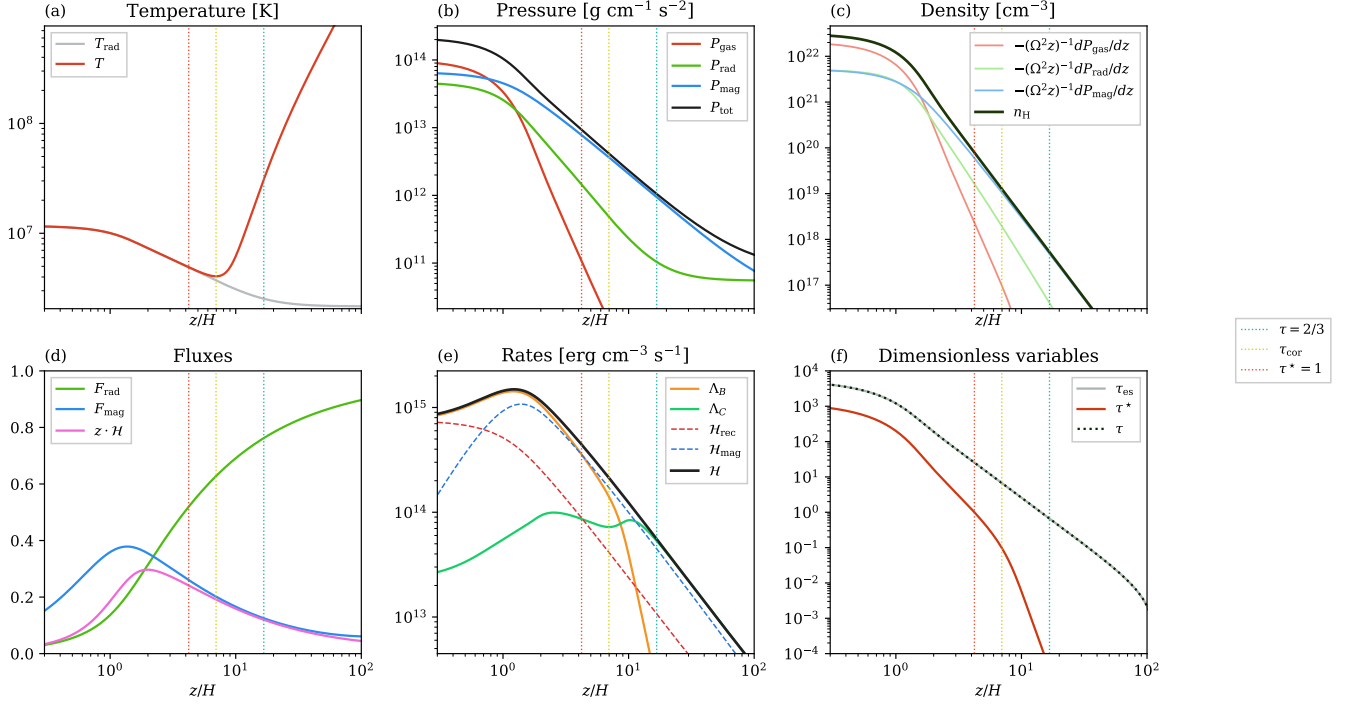 (a) Temperature [K]
T_rad
T
10^8
10^7
z/H
(b) Pressure [g cm^−1 s^−2]
P_gas
P_rad
P_mag
P_tot
10^14
10^13
10^12
10^11
z/H
(c) Density [cm^−3]
−(Ω^2z)^−1dP_gas/dz
−(Ω^2z)^−1dP_rad/dz
−(Ω^2z)^−1dP_mag/dz
n_H
10^22
10^21
10^20
10^19
10^18
10^17
z/H
τ = 2/3
τ_cor
τ* = 1
(d) Fluxes
F_rad
F_mag
z · ℋ
1.0
0.8
0.6
0.4
0.2
0.0
10^0 10^1 10^2
z/H
(e) Rates [erg cm^−3 s^−1]
Λ_B
Λ_C
ℋ_rec
ℋ_mag
ℋ
10^15
10^14
10^13
10^0 10^1 10^2
z/H
(f) Dimensionless variables
τ_es
τ*
τ
10^4
10^3
10^2
10^1
10^0
10^−1
10^−2
10^−3
10^−4
10^0 10^1 10^2
z/H